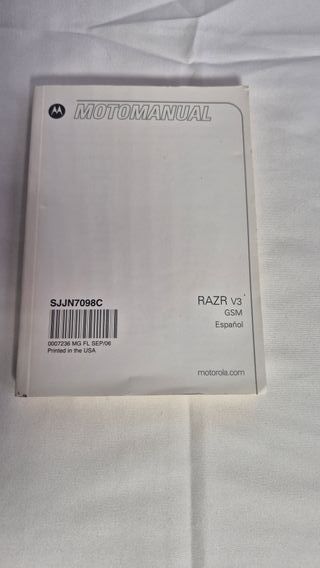 MOTOMANUAL
SJJN7098C
0007236 MG FL SEP/06
Printed in the USA
RAZR V3
GSM
Español
motorola.com